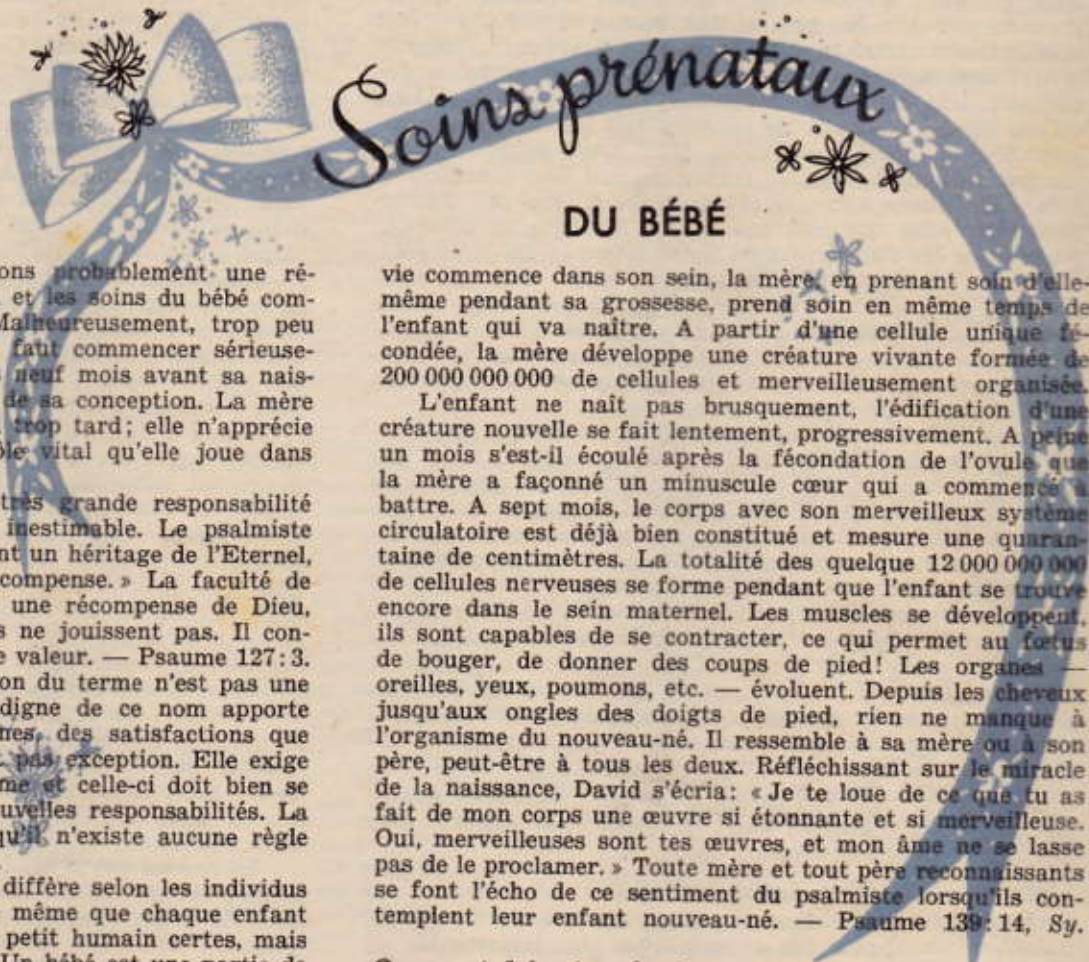 Soins prénataux
DU BÉBÉ
ons probablement une ré-
et les soins du bébé com-
Malheureusement, trop peu
faut commencer sérieuse-
neuf mois avant sa nais-
de sa conception. La mère
trop tard; elle n'apprécie
vital qu'elle joue dans
très grande responsabilité
inestimable. Le psalmiste
nt un héritage de l'Eternel,
compense. » La faculté de
une récompense de Dieu,
s ne jouissent pas. Il con-
e valeur. — Psaume 127:3.
on du terme n'est pas une
digne de ce nom apporte
des satisfactions que
pas exception. Elle exige
me et celle-ci doit bien se
uvelles responsabilités. La
qu'il n'existe aucune règle
diffère selon les individus
même que chaque enfant
petit humain certes, mais
Un bébé est une partie de
vie commence dans son sein, la mère, en prenant soin d'elle-
même pendant sa grossesse, prend soin en même temps de
l'enfant qui va naître. A partir d'une cellule unique fé-
condée, la mère développe une créature vivante formée de
200 000 000 000 de cellules et merveilleusement organisée.
L'enfant ne naît pas brusquement, l'édification d'une
créature nouvelle se fait lentement, progressivement. A peine
un mois s'est-il écoulé après la fécondation de l'ovule que
la mère a façonné un minuscule cœur qui a commencé
battre. A sept mois, le corps avec son merveilleux système
circulatoire est déjà bien constitué et mesure une quaran-
taine de centimètres. La totalité des quelque 12 000 000 000
de cellules nerveuses se forme pendant que l'enfant se trouve
encore dans le sein maternel. Les muscles se développent,
ils sont capables de se contracter, ce qui permet au fœtus
de bouger, de donner des coups de pied! Les organes —
oreilles, yeux, poumons, etc. — évoluent. Depuis les cheveux
jusqu'aux ongles des doigts de pied, rien ne manque à
l'organisme du nouveau-né. Il ressemble à sa mère ou à son
père, peut-être à tous les deux. Réfléchissant sur le miracle
de la naissance, David s'écria: « Je te loue de ce que tu as
fait de mon corps une œuvre si étonnante et si merveilleuse.
Oui, merveilleuses sont tes œuvres, et mon âme ne se lasse
pas de le proclamer. » Toute mère et tout père reconnaissants
se font l'écho de ce sentiment du psalmiste lorsqu'ils con-
templent leur enfant nouveau-né. — Psaume 139:14, Sy.